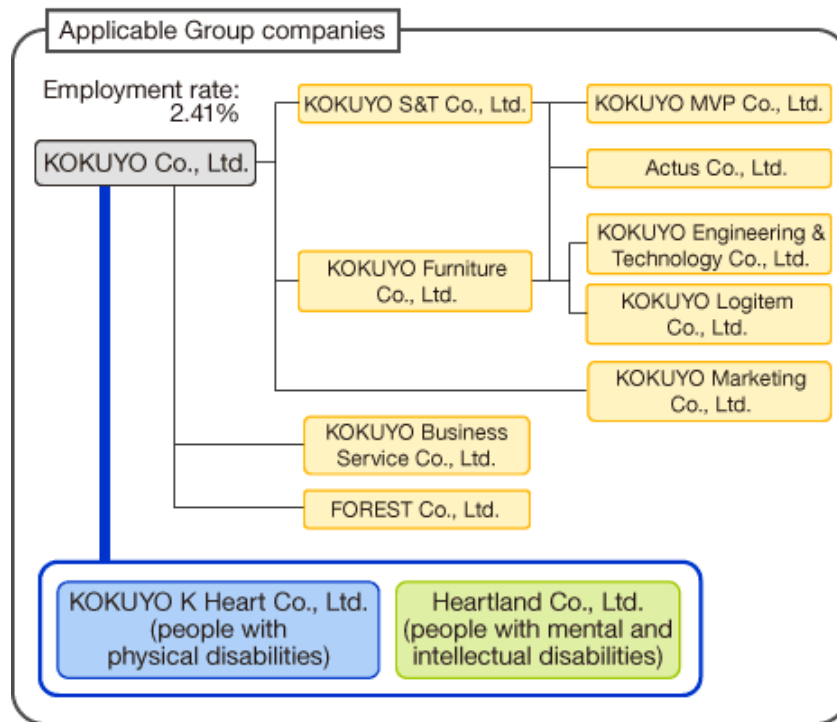 Applicable Group companies
Employment rate:
2.41%
KOKUYO Co., Ltd.
KOKUYO S&T Co., Ltd.
KOKUYO MVP Co., Ltd.
Actus Co., Ltd.
KOKUYO Furniture
Co., Ltd.
KOKUYO Engineering &
Technology Co., Ltd.
KOKUYO Logitem
Co., Ltd.
KOKUYO Marketing
Co., Ltd.
KOKUYO Business
Service Co., Ltd.
FOREST Co., Ltd.
KOKUYO K Heart Co., Ltd.
(people with
physical disabilities)
Heartland Co., Ltd.
(people with mental and
intellectual disabilities)